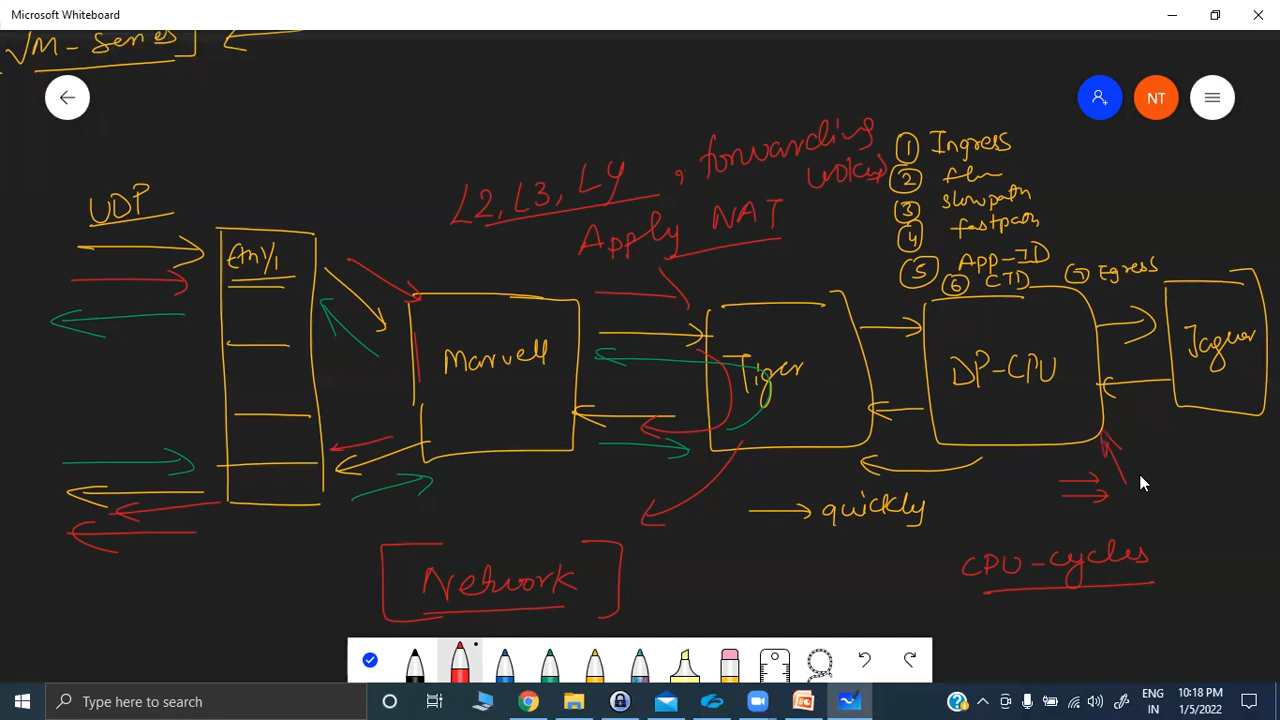 Microsoft Whiteboard
VM-Series]
NT
L2, L3, L4, forwarding
lookup
Apply NAT
① Ingress
②
③ slowpath
④ fastpath
⑤ App-ID
⑥ CTD ⑦ Egress
UDP
Eth1/1
Marvell
Tiger
DP-CPU
Jaguar
→ quickly
[Network]
CPU-cycles
Type here to search
ENG
IN
10:18 PM
1/5/2022